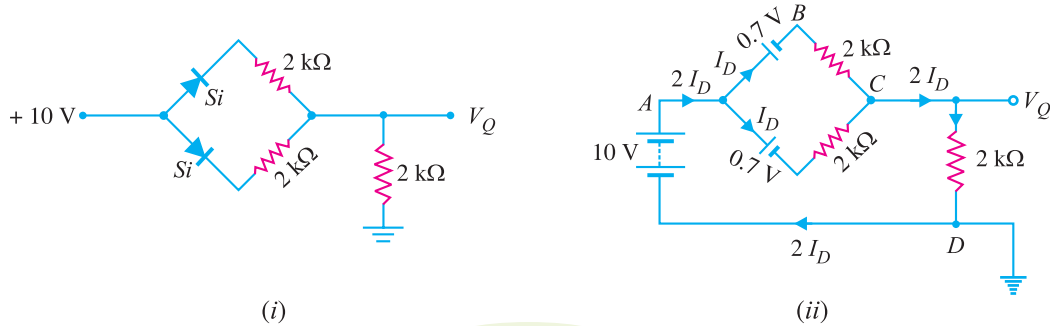 + 10 V
Si
Si
2 kΩ
2 kΩ
V_Q
2 kΩ
(i)
A
10 V
2 I_D
I_D
I_D
0.7 V
0.7 V
B
2 kΩ
2 kΩ
C
2 I_D
V_Q
2 kΩ
D
2 I_D
(ii)